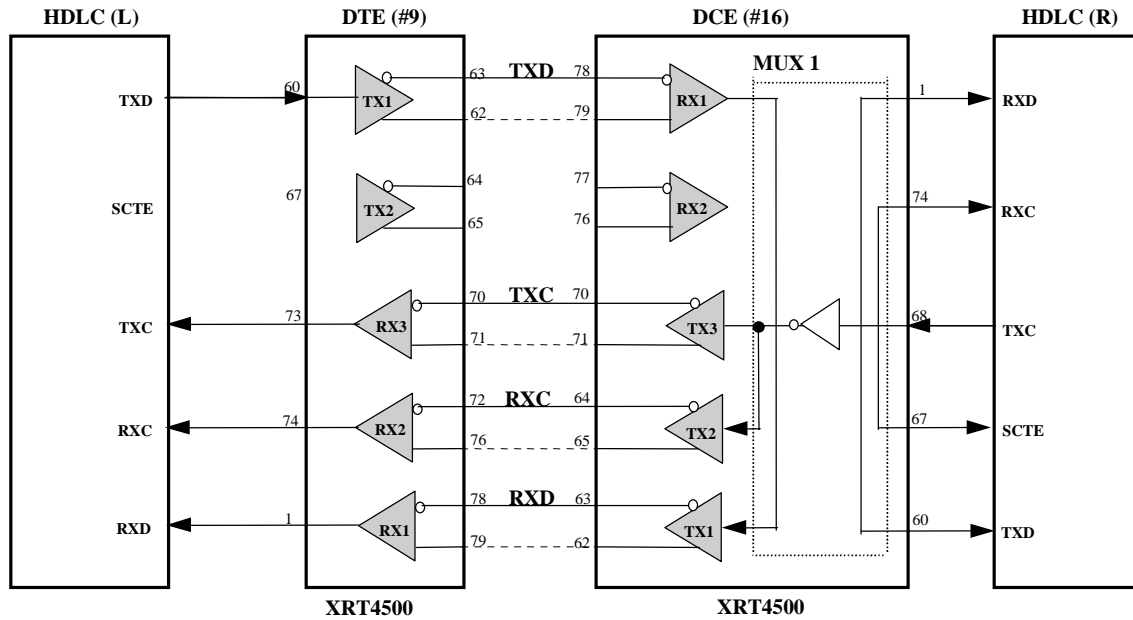 HDLC (L) DTE (#9) DCE (#16) HDLC (R)
MUX 1
60 63 TXD 78 1
TXD TX1 RX1 RXD
62 79
67 64 77 74
SCTE TX2 RX2 RXC
65 76
70 TXC 70
TXC 73 RX3 TX3 68 TXC
71 71
72 RXC 64
RXC 74 RX2 TX2 67 SCTE
76 65
78 RXD 63
RXD 1 RX1 TX1 60 TXD
79 62
XRT4500 XRT4500